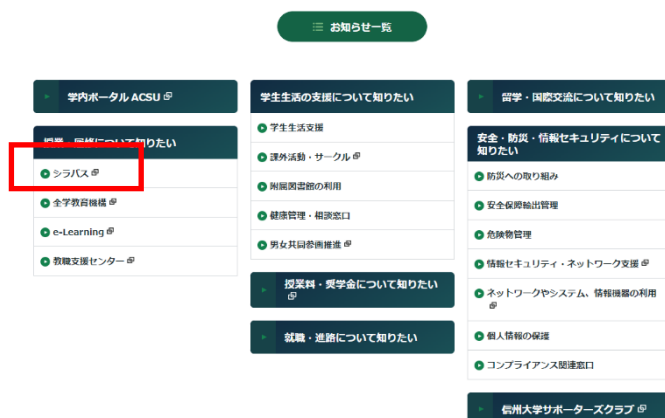 お知らせ一覧
学内ポータル ACSU
授業・履修について知りたい
シラバス
全学教育機構
e-Learning
教職支援センター
学生生活の支援について知りたい
学生生活支援
課外活動・サークル
附属図書館の利用
健康管理・相談窓口
男女共同参画推進
授業料・奨学金について知りたい
就職・進路について知りたい
留学・国際交流について知りたい
安全・防災・情報セキュリティについて
知りたい
防災への取り組み
安全保障輸出管理
危険物管理
情報セキュリティ・ネットワーク支援
ネットワークやシステム、情報機器の利用
個人情報の保護
コンプライアンス関連窓口
信州大学サポーターズクラブ